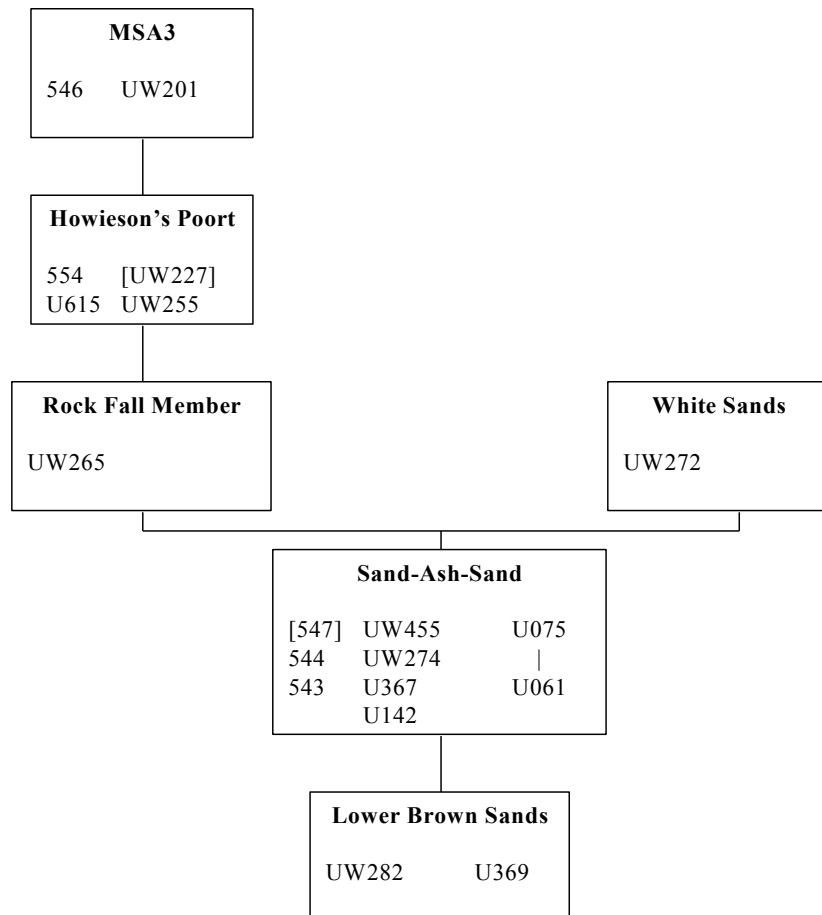 MSA3
546 UW201
Howieson’s Poort
554 [UW227]
U615 UW255
Rock Fall Member
UW265
White Sands
UW272
Sand-Ash-Sand
[547] UW455 U075
544 UW274 |
543 U367 U061
U142
Lower Brown Sands
UW282 U369